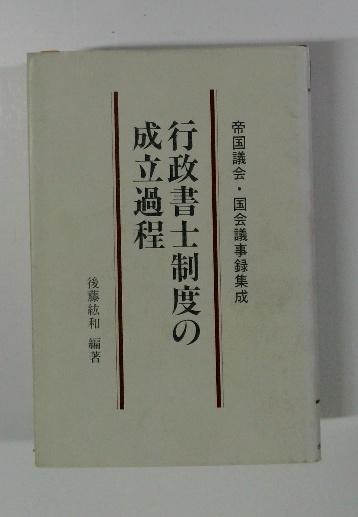 帝国議会・国会議事録集成
行政書士制度の
成立過程
後藤紘和 編著